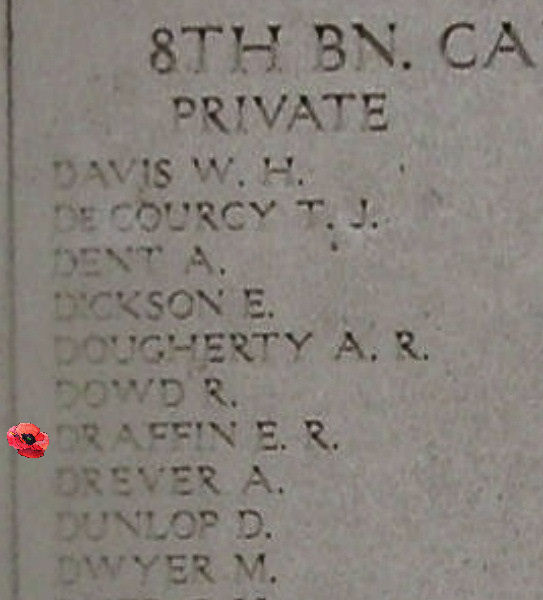 8TH BN. CA
PRIVATE
DAVIS W. H.
DE COURCY T. J.
DENT A.
DICKSON E.
DOUGHERTY A. R.
DOWD R.
DRAFFIN E. R.
DREVER A.
DUNLOP D.
DWYER M.